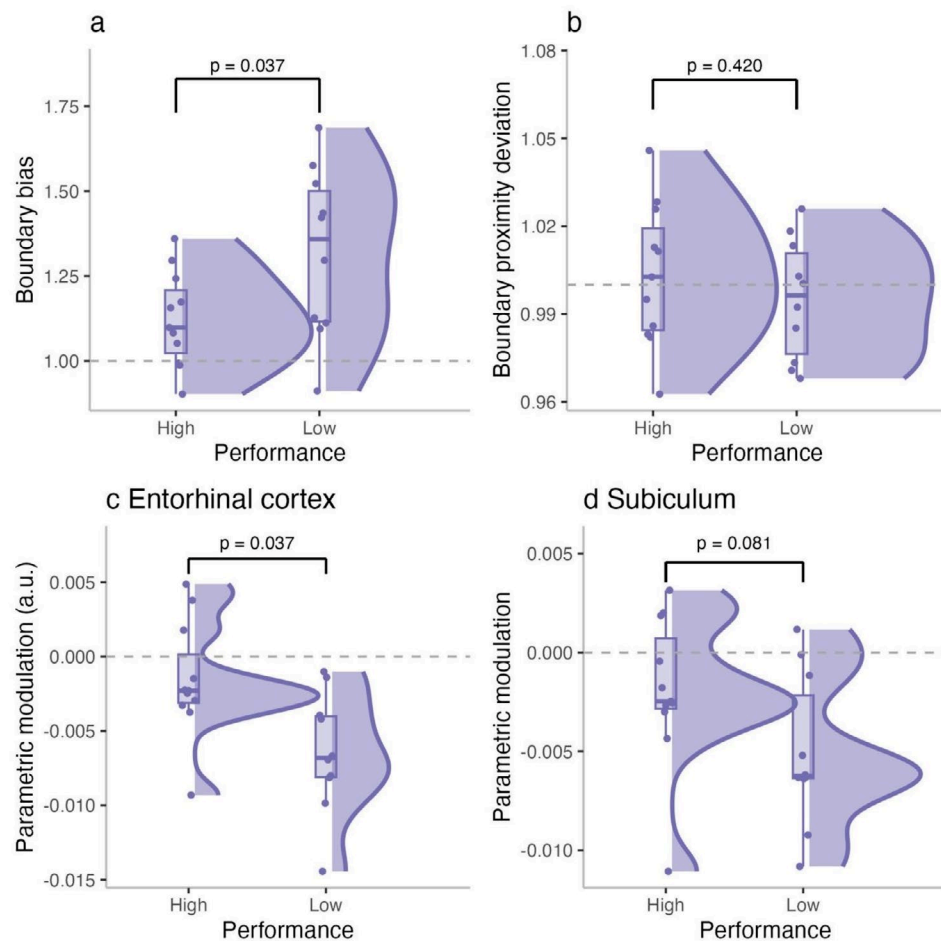 a
p = 0.037
1.75
1.50
1.25
1.00
Boundary bias
High
Low
Performance
b
p = 0.420
1.08
1.05
1.02
0.99
0.96
Boundary proximity deviation
High
Low
Performance
c Entorhinal cortex
p = 0.037
0.005
0.000
-0.005
-0.010
-0.015
Parametric modulation (a.u.)
High
Low
Performance
d Subiculum
p = 0.081
0.005
0.000
-0.005
-0.010
Parametric modulation
High
Low
Performance